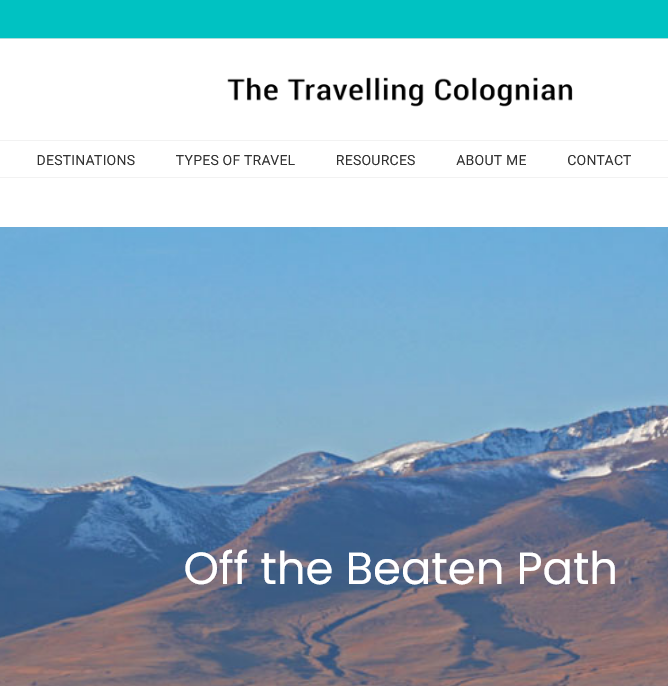 The Travelling Colognian
DESTINATIONS TYPES OF TRAVEL RESOURCES ABOUT ME CONTACT
Off the Beaten Path